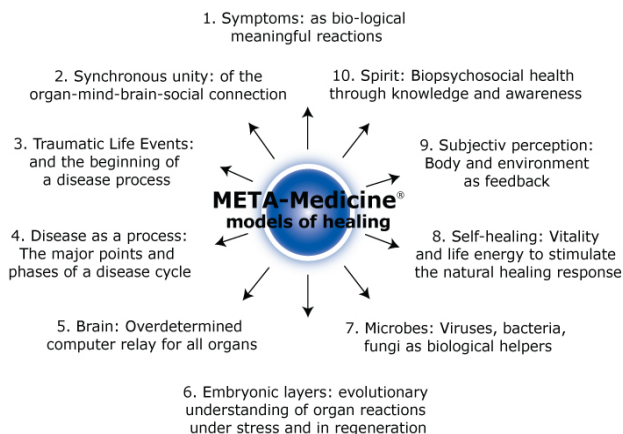 1. Symptoms: as bio-logical
meaningful reactions
2. Synchronous unity: of the
organ-mind-brain-social connection
10. Spirit: Biopsychosocial health
through knowledge and awareness
3. Traumatic Life Events:
and the beginning of
a disease process
9. Subjectiv perception:
Body and environment
as feedback
META-Medicine®
models of healing
4. Disease as a process:
The major points and
phases of a disease cycle
8. Self-healing: Vitality
and life energy to stimulate
the natural healing response
5. Brain: Overdetermined
computer relay for all organs
7. Microbes: Viruses, bacteria,
fungi as biological helpers
6. Embryonic layers: evolutionary
understanding of organ reactions
under stress and in regeneration